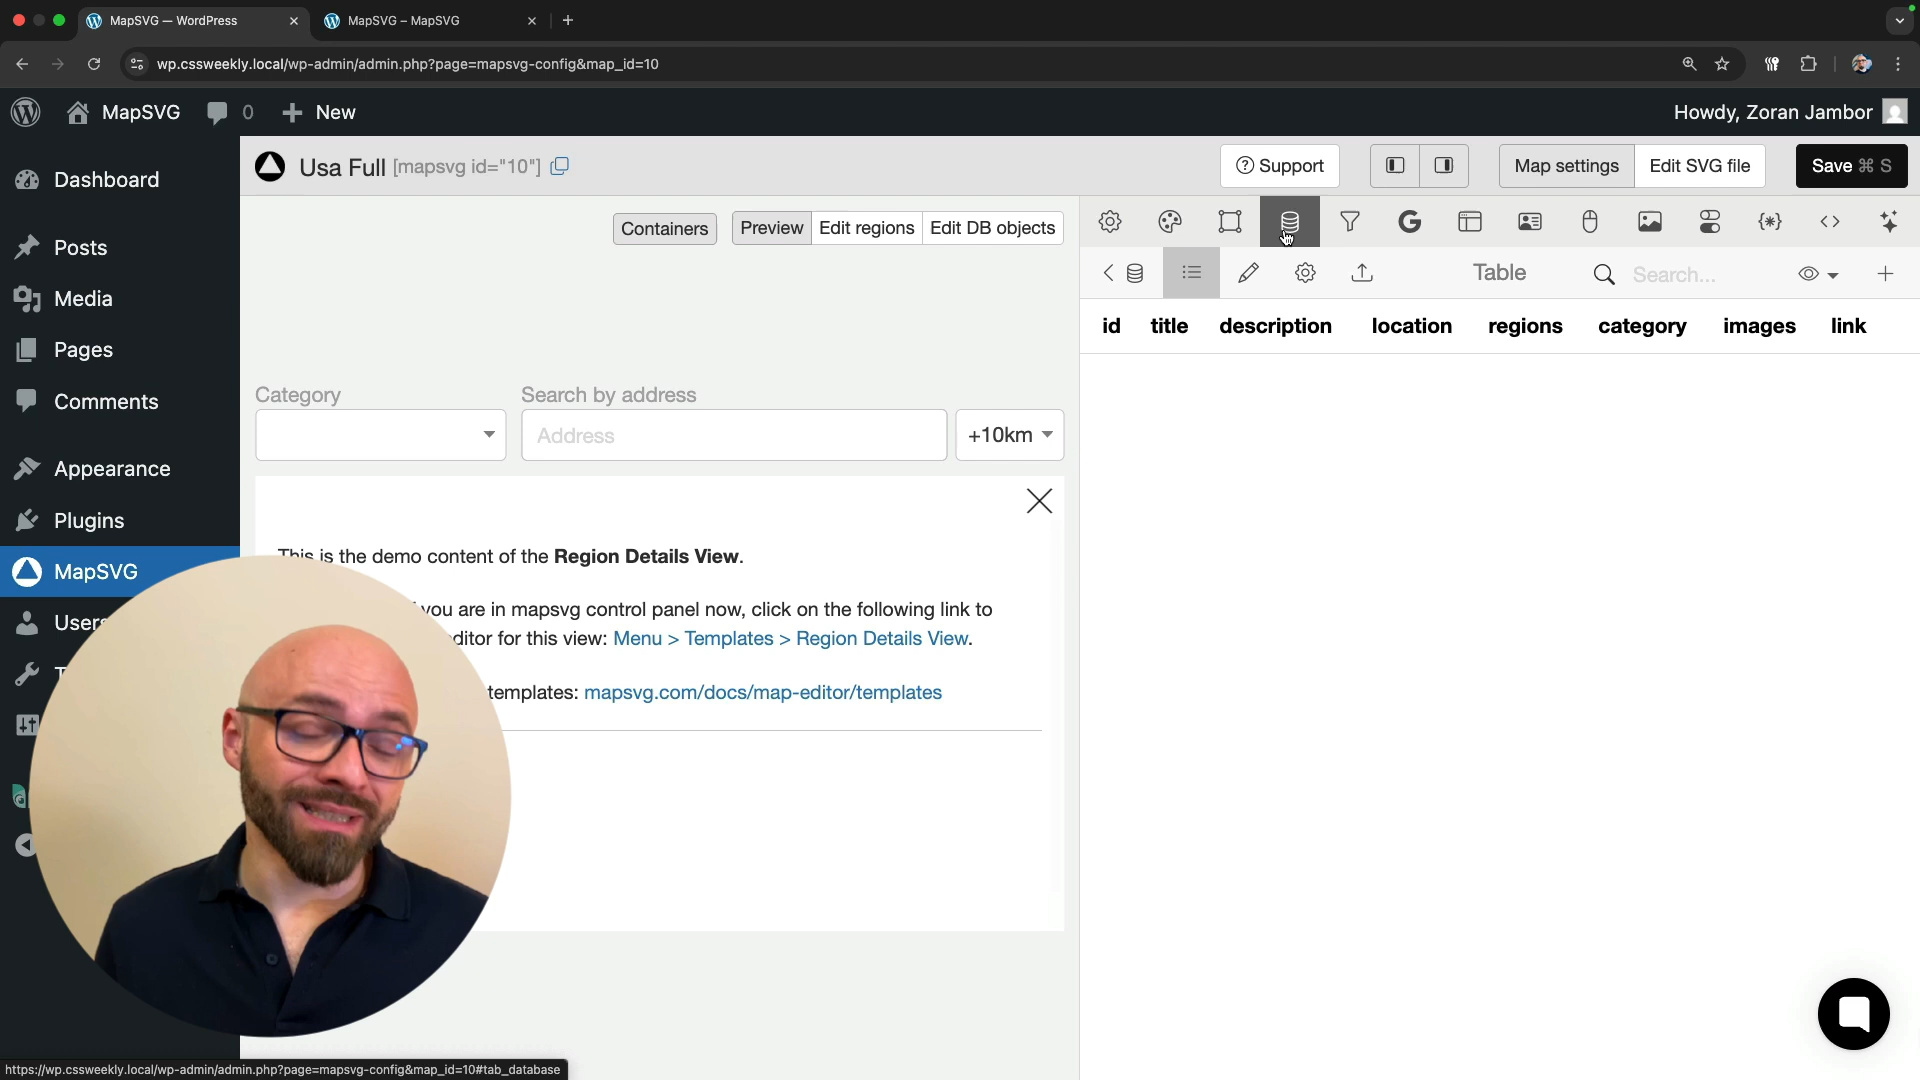 MapSVG — WordPress
MapSVG – MapSVG
wp.cssweekly.local/wp-admin/admin.php?page=mapsvg-config&map_id=10
MapSVG
0
New
Howdy, Zoran Jambor
Dashboard
Posts
Media
Pages
Comments
Appearance
Plugins
MapSVG
Users
T
Usa Full [mapsvg id="10"]
Support
Map settings
Edit SVG file
Save ⌘ S
Containers
Preview
Edit regions
Edit DB objects
Category
Search by address
Address
+10km
This is the demo content of the Region Details View.
you are in mapsvg control panel now, click on the following link to
editor for this view: Menu > Templates > Region Details View.
templates: mapsvg.com/docs/map-editor/templates
Table
Search...
id title description location regions category images link
https://wp.cssweekly.local/wp-admin/admin.php?page=mapsvg-config&map_id=10#tab_database